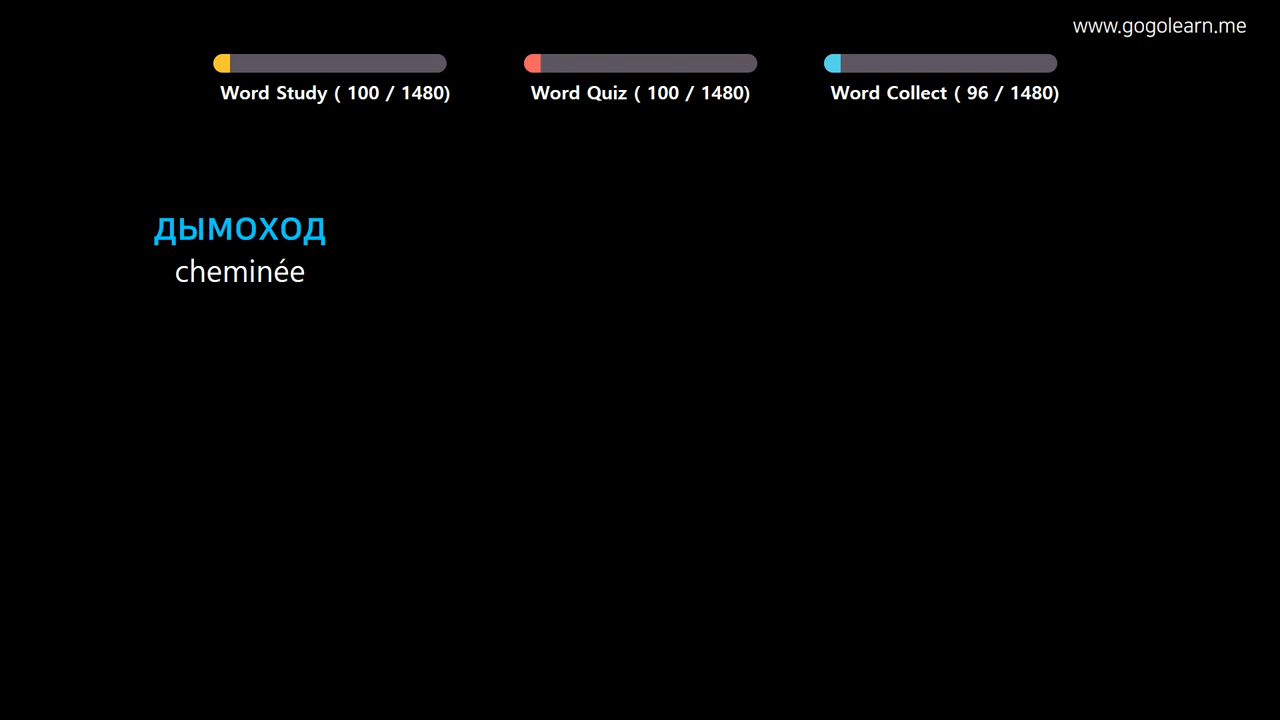 www.gogolearn.me
Word Study ( 100 / 1480)
Word Quiz ( 100 / 1480)
Word Collect ( 96 / 1480)
дымоход
cheminée